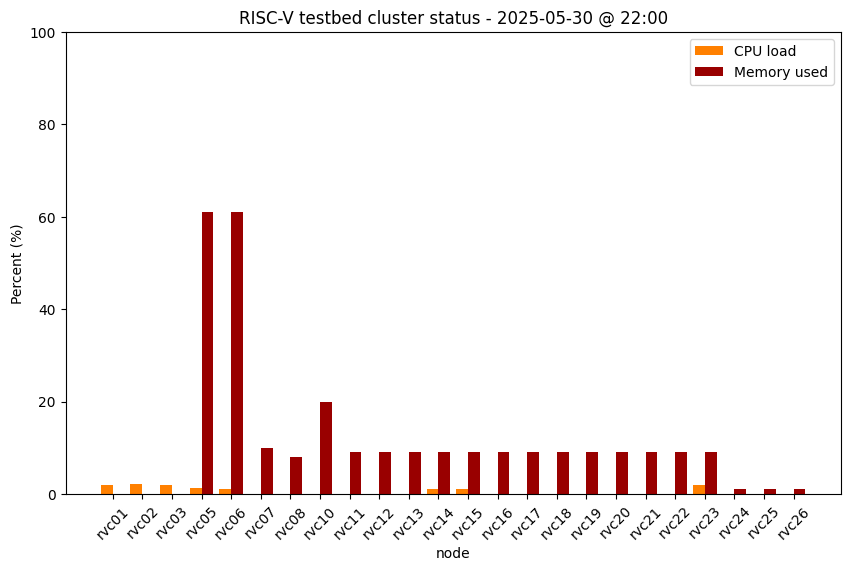 RISC-V testbed cluster status - 2025-05-30 @ 22:00
CPU load
Memory used
Percent (%)
100
80
60
40
20
0
rvc01
rvc02
rvc03
rvc05
rvc06
rvc07
rvc08
rvc10
rvc11
rvc12
rvc13
rvc14
rvc15
rvc16
rvc17
rvc18
rvc19
rvc20
rvc21
rvc22
rvc23
rvc24
rvc25
rvc26
node